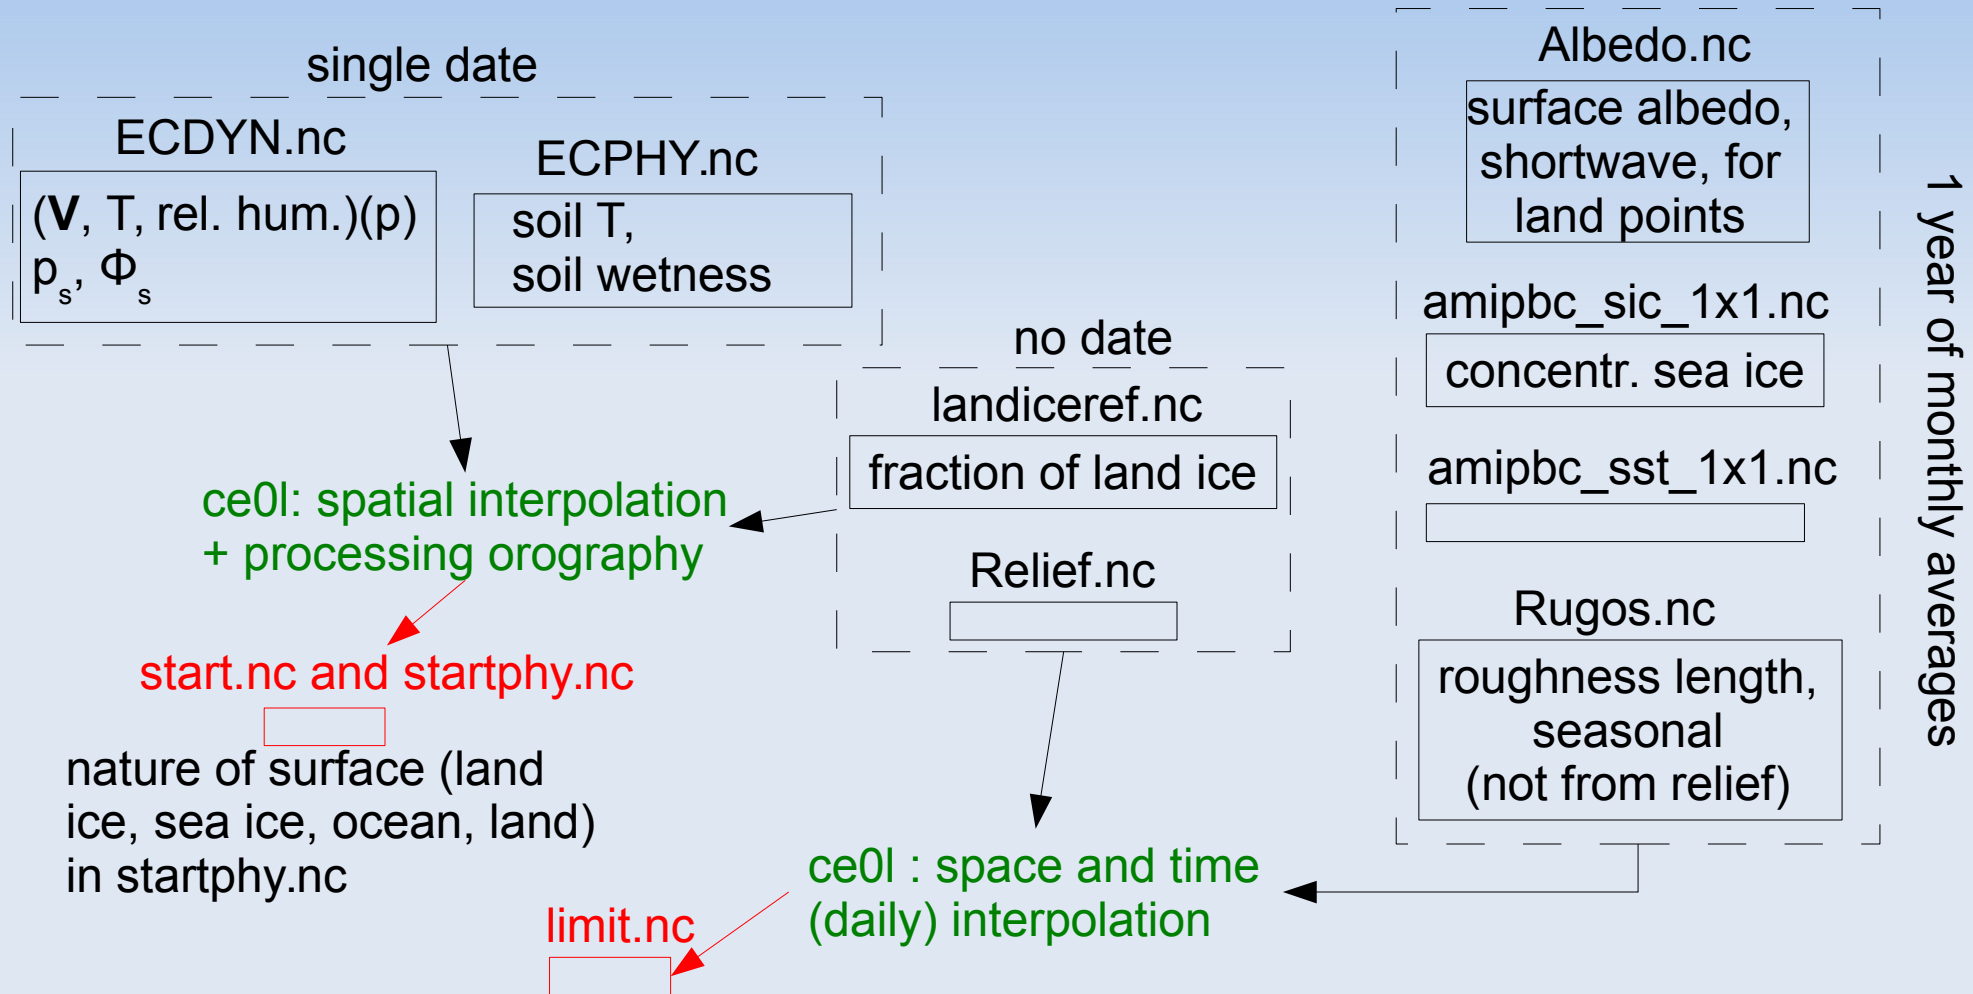 single date
ECDYN.nc
(V, T, rel. hum.)(p)
ps, Φs
ECPHY.nc
soil T,
soil wetness
no date
landiceref.nc
fraction of land ice
Relief.nc
Albedo.nc
surface albedo,
shortwave, for
land points
amipbc_sic_1x1.nc
concentr. sea ice
amipbc_sst_1x1.nc
Rugos.nc
roughness length,
seasonal
(not from relief)
1 year of monthly averages
ce0l: spatial interpolation
+ processing orography
start.nc and startphy.nc
nature of surface (land
ice, sea ice, ocean, land)
in startphy.nc
ce0l : space and time
(daily) interpolation
limit.nc